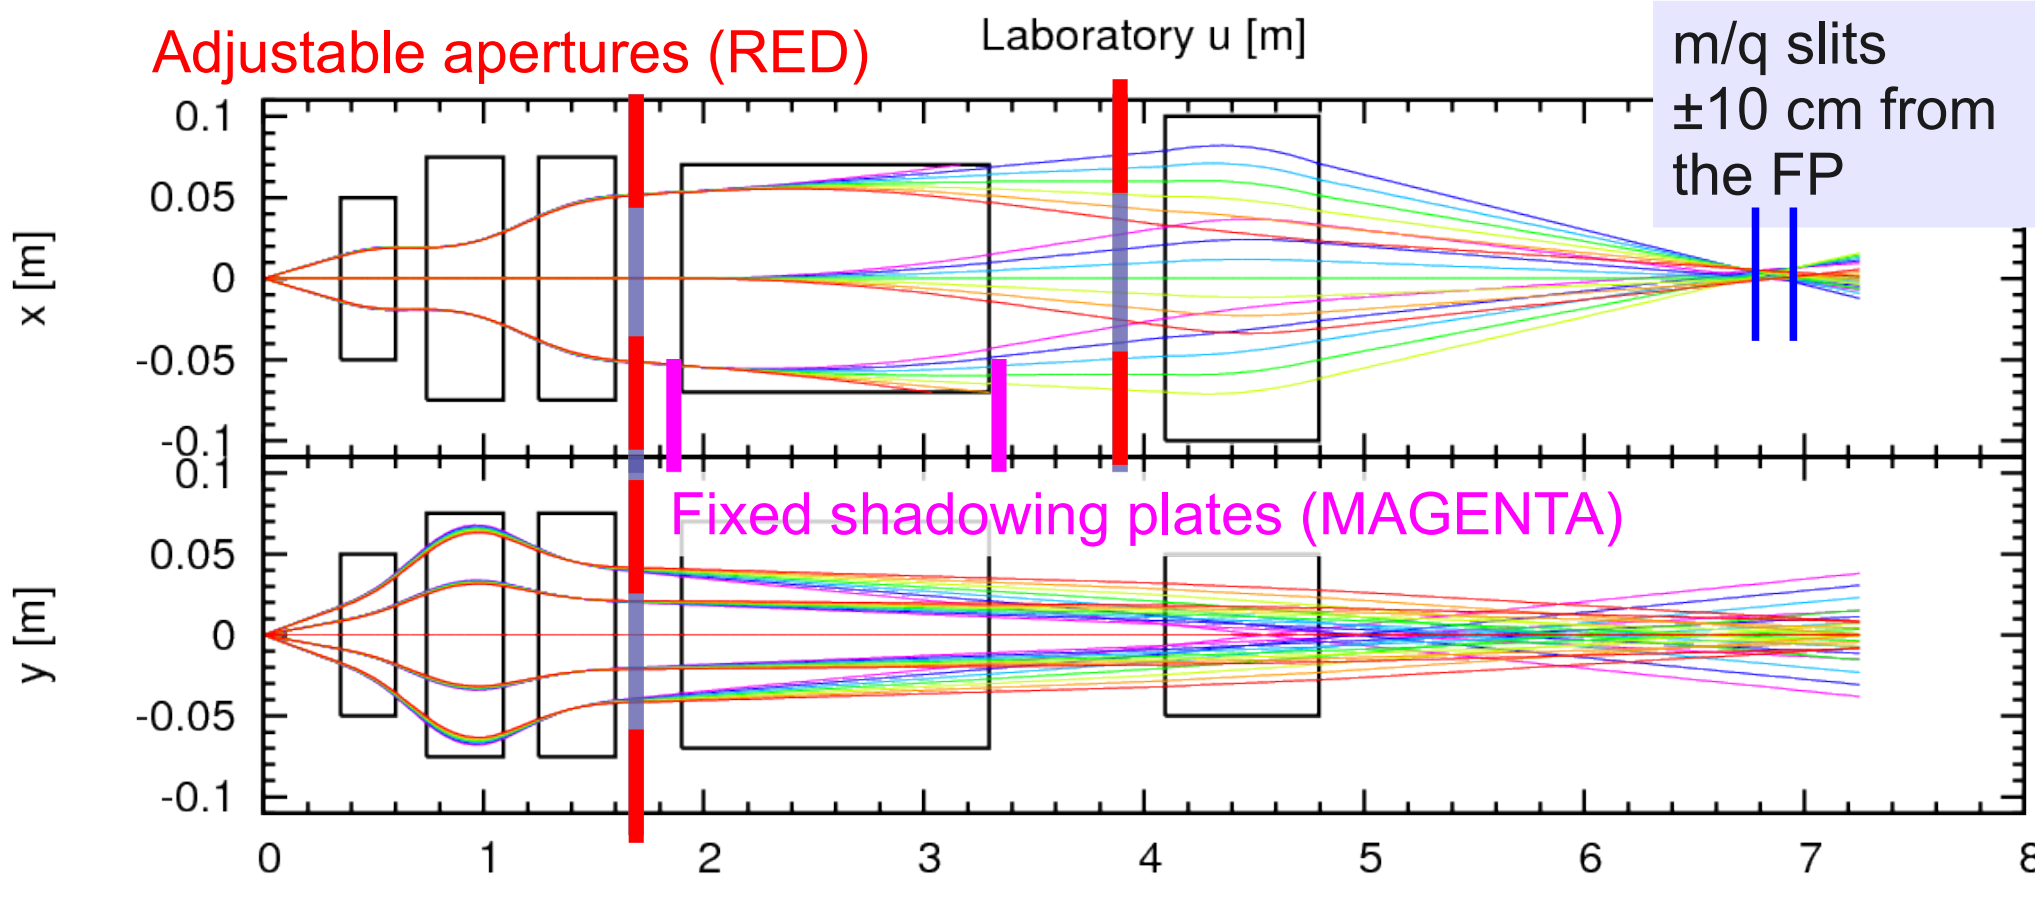 Adjustable apertures (RED)
Laboratory u [m]
m/q slits
±10 cm from
the FP
0.1
0.05
0
-0.05
-0.1
x [m]
Fixed shadowing plates (MAGENTA)
0.1
0.05
0
-0.05
-0.1
y [m]
0 1 2 3 4 5 6 7 8